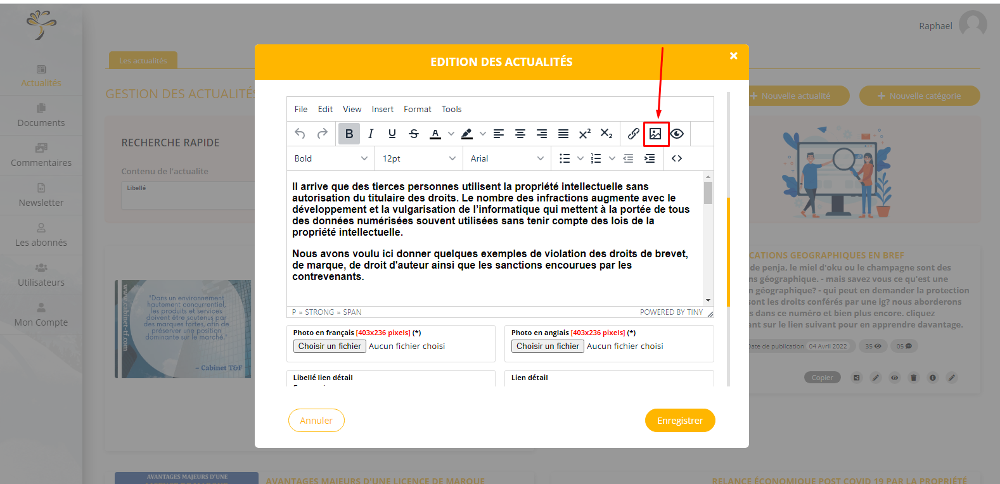 Raphael
Actualités
Documents
Commentaires
Newsletter
Les abonnés
Utilisateurs
Mon Compte
Les actualités
GESTION DES ACTUALITÉS
Nouvelle actualité
Nouvelle catégorie
RECHERCHE RAPIDE
Contenu de l'actualite
Libellé
"Dans un environnement
hautement concurrentiel,
les produits et services
doivent être soutenus par
des marques fortes, afin de
préserver une position
dominante sur le marché."
- Cabinet T&F
www.cabinet-tf.com
EDITION DES ACTUALITÉS
File Edit View Insert Format Tools
Bold 12pt Arial
Il arrive que des tierces personnes utilisent la propriété intellectuelle sans
autorisation du titulaire des droits. Le nombre des infractions augmente avec le
développement et la vulgarisation de l'informatique qui mettent à la portée de tous
des données numérisées souvent utilisées sans tenir compte des lois de la
propriété intellectuelle.
Nous avons voulu ici donner quelques exemples de violation des droits de brevet,
de marque, de droit d'auteur ainsi que les sanctions encourues par les
contrevenants.
P » STRONG » SPAN POWERED BY TINY
Photo en français [403x236 pixels] (*)
Choisir un fichier Aucun fichier choisi
Photo en anglais [403x236 pixels] (*)
Choisir un fichier Aucun fichier choisi
Libellé lien détail
Lien détail
Annuler
Enregistrer
CATIONS GEOGRAPHIQUES EN BREF
de penja, le miel d'oku ou le champagne sont des
ns géographique. - mais savez vous ce qu'est une
n géographique? - qui peut en demander la protection
sont les droits conférés par une ig? nous aborderons
s dans ce numéro et bien plus encore. cliquez
ant sur le lien suivant pour en apprendre davantage.
Date de publication 04 Avril 2022 35 05
Copier
AVANTAGES MAJEURS D'UNE
AVANTAGES MAJEURS D'UNE LICENCE DE MARQUE
RELANCE ÉCONOMIQUE POST COVID 19 PAR LA PROPRIÉTÉ